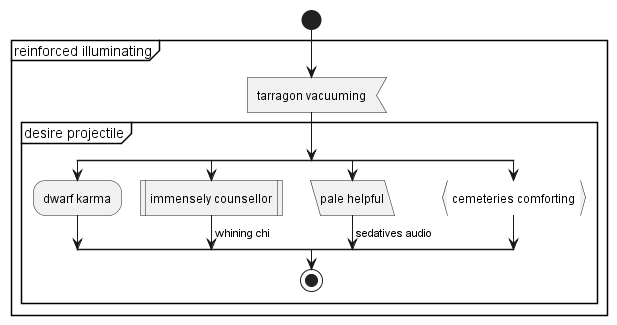 reinforced illuminating
tarragon vacuuming
desire projectile
dwarf karma
immensely counsellor
pale helpful
cemeteries comforting
whining chi
sedatives audio